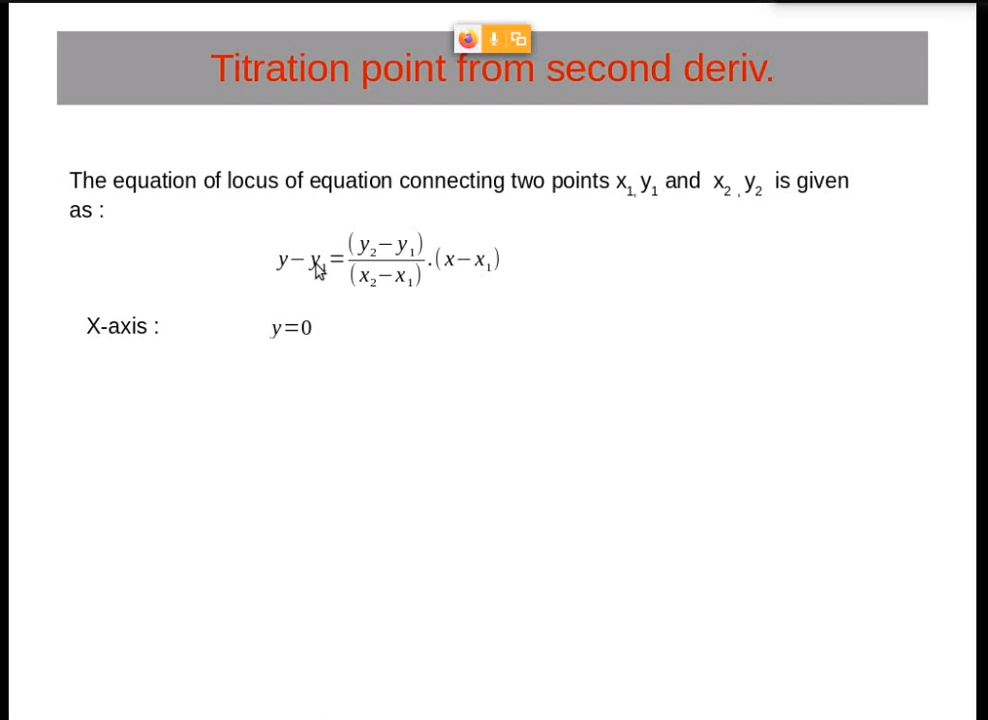 Titration point from second deriv.
The equation of locus of equation connecting two points x₁, y₁ and x₂ , y₂ is given
as :
y−y₁=(y₂−y₁)/(x₂−x₁).(x−x₁)
X-axis : y=0